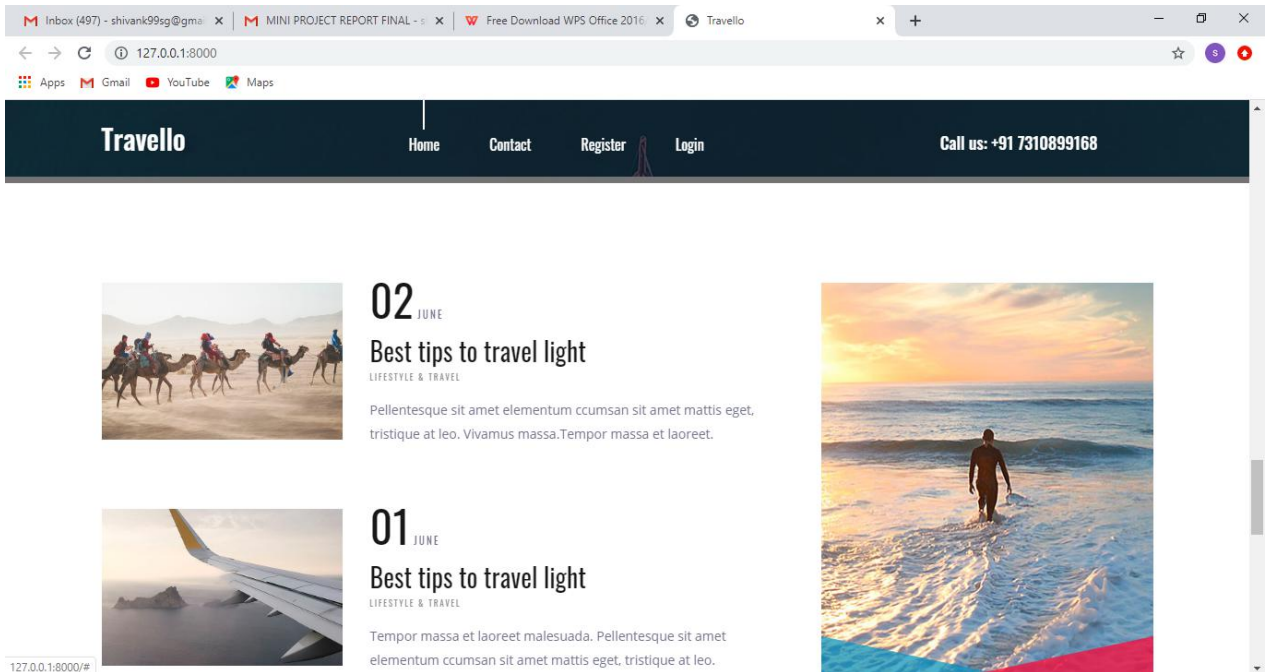 Inbox (497) - shivank99sg@gmai
MINI PROJECT REPORT FINAL - s
Free Download WPS Office 2016
Travello
127.0.0.1:8000
S
Apps
Gmail
YouTube
Maps
Travello
Home
Contact
Register
Login
Call us: +91 7310899168
02 JUNE
Best tips to travel light
LIFESTYLE & TRAVEL
Pellentesque sit amet elementum ccumsan sit amet mattis eget,
tristique at leo. Vivamus massa.Tempor massa et laoreet.
01 JUNE
Best tips to travel light
LIFESTYLE & TRAVEL
Tempor massa et laoreet malesuada. Pellentesque sit amet
elementum ccumsan sit amet mattis eget, tristique at leo.
127.0.0.1:8000/#